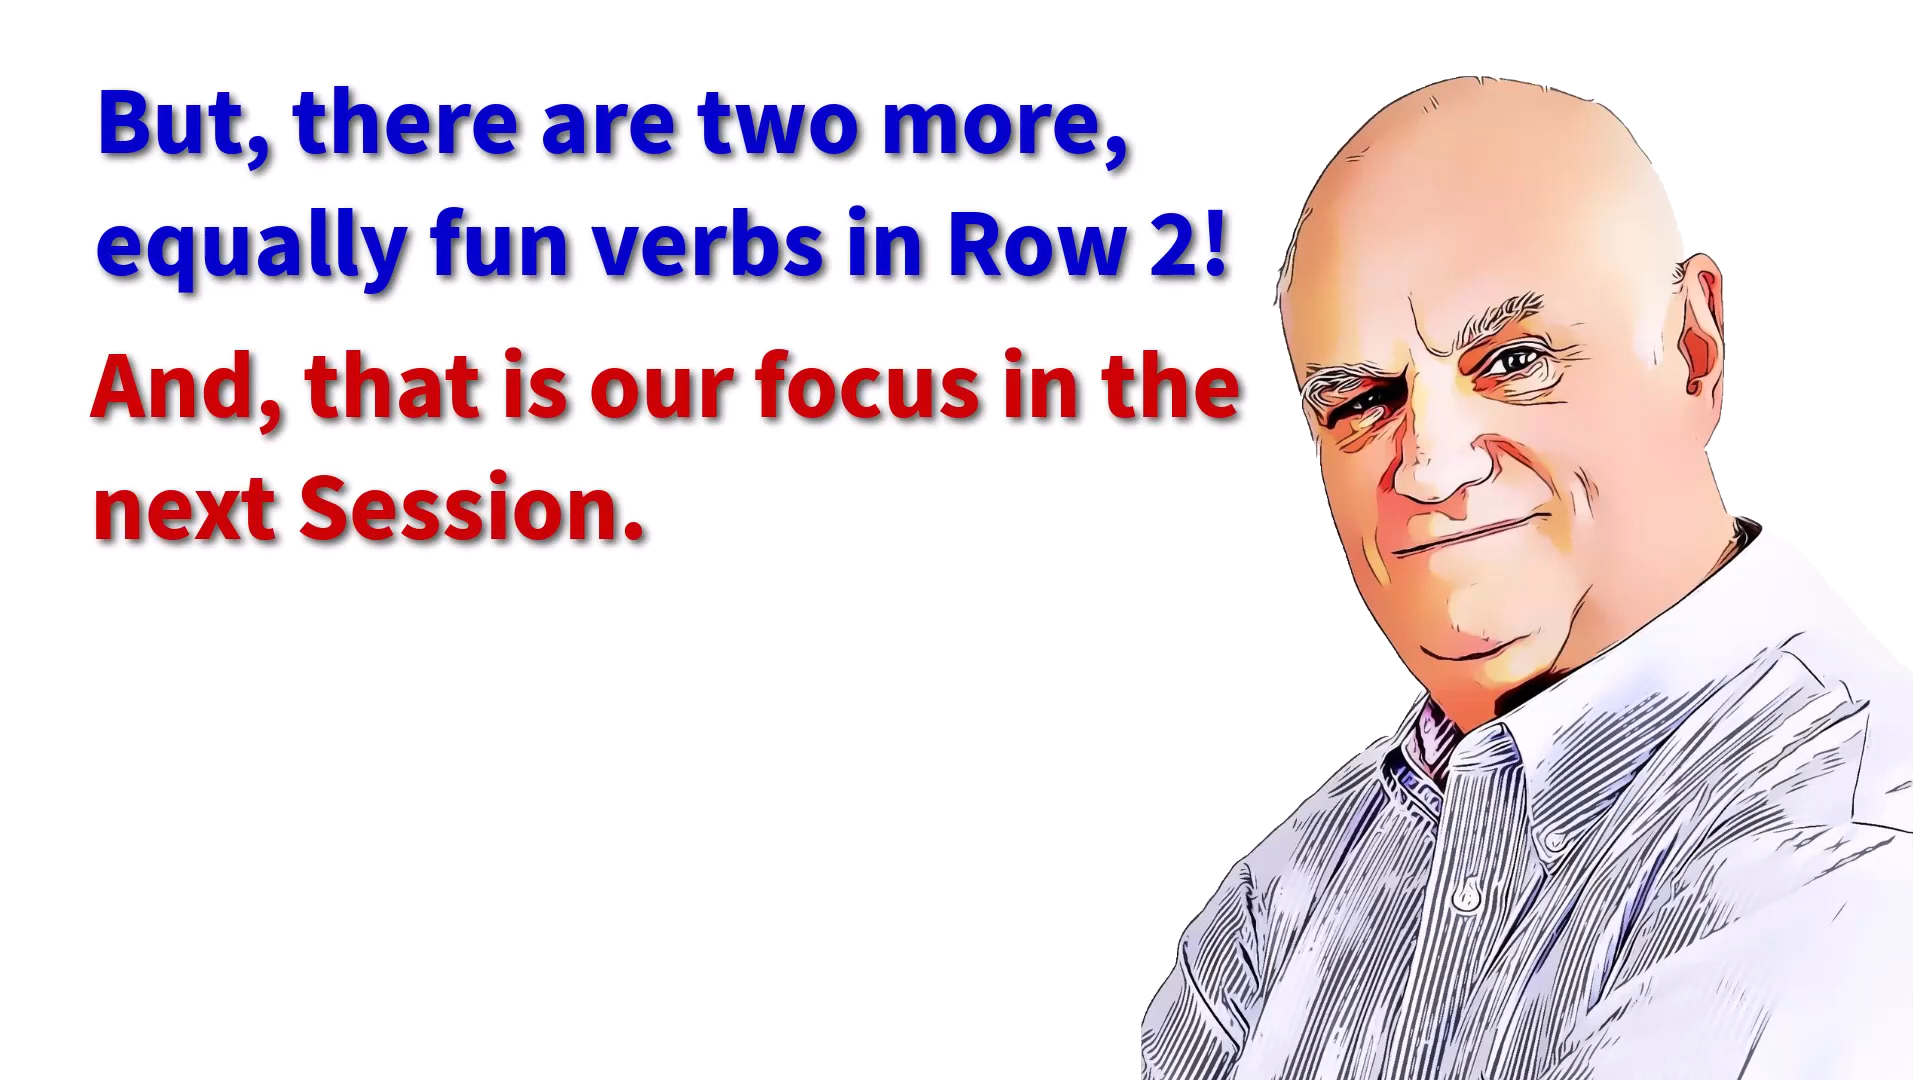 But, there are two more,
equally fun verbs in Row 2!
And, that is our focus in the
next Session.